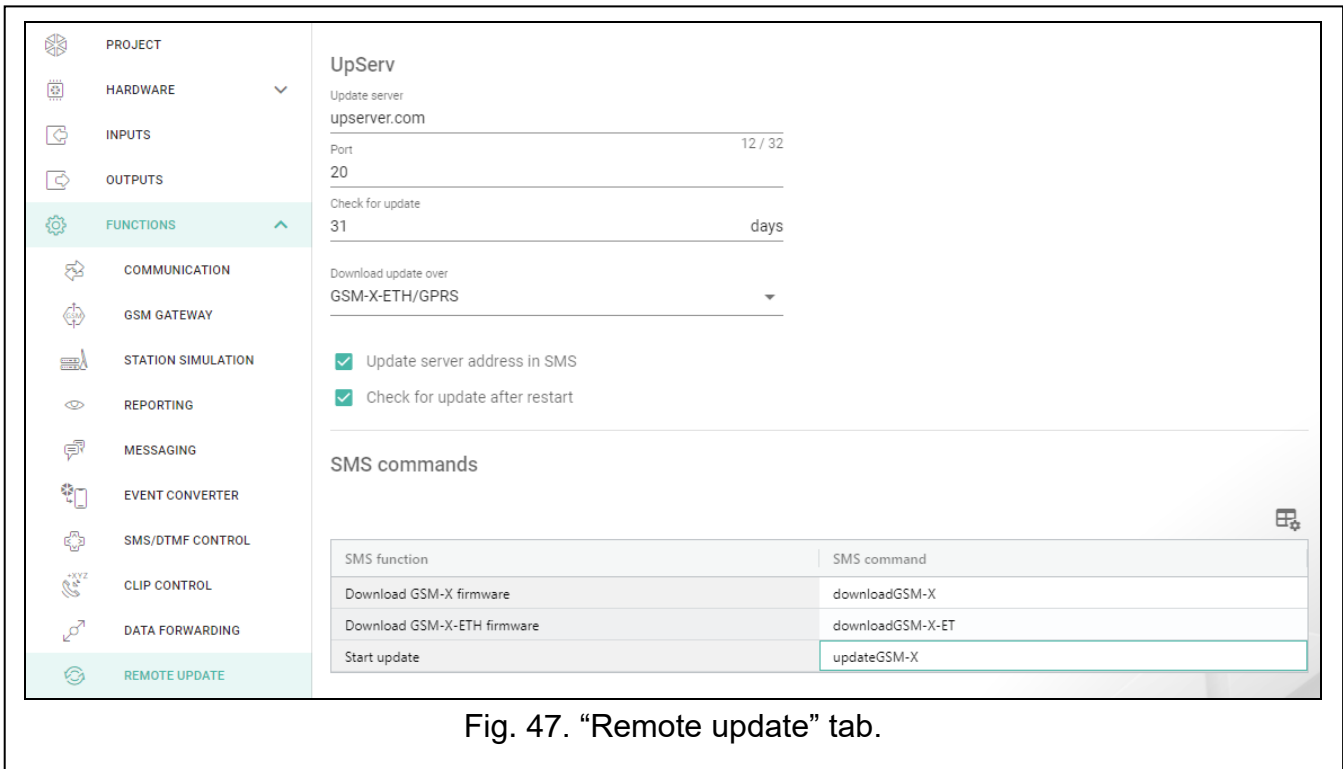 PROJECT
HARDWARE
INPUTS
OUTPUTS
FUNCTIONS
COMMUNICATION
GSM
GSM GATEWAY
STATION SIMULATION
REPORTING
MESSAGING
EVENT CONVERTER
SMS/DTMF CONTROL
+XYZ
CLIP CONTROL
DATA FORWARDING
REMOTE UPDATE
UpServ
Update server
upserver.com
12 / 32
Port
20
Check for update
31 days
Download update over
GSM-X-ETH/GPRS
Update server address in SMS
Check for update after restart
SMS commands
SMS function SMS command
Download GSM-X firmware downloadGSM-X
Download GSM-X-ETH firmware downloadGSM-X-ET
Start update updateGSM-X
Fig. 47. “Remote update” tab.